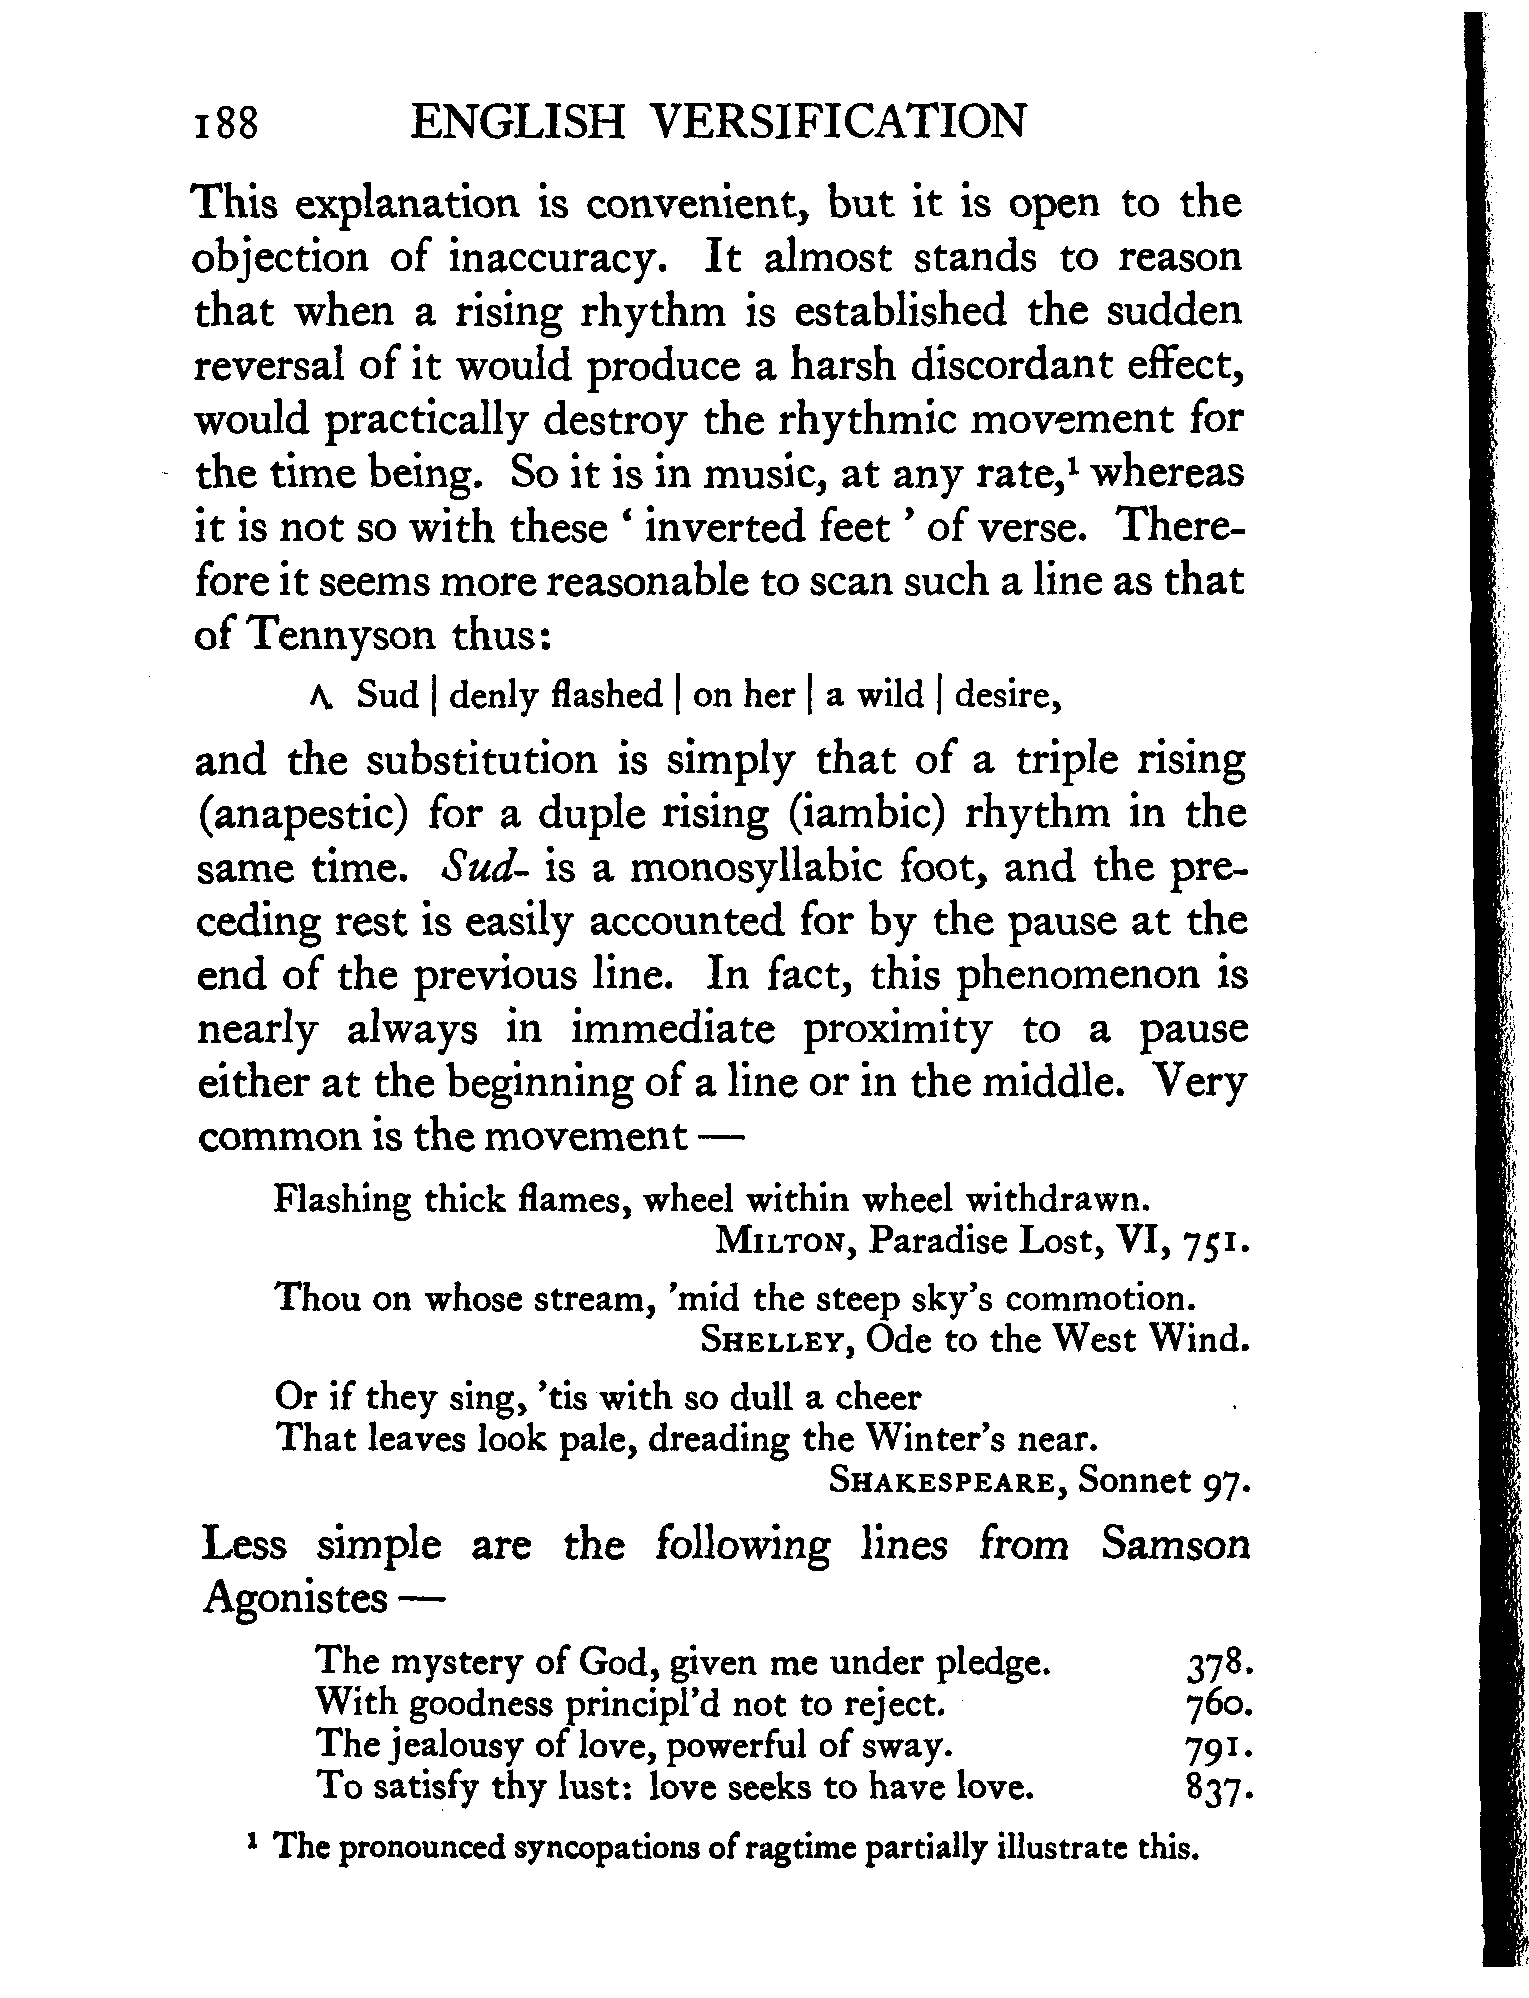 188 ENGLISH VERSIFICATION
This explanation is convenient, but it is open to the
objection of inaccuracy. It almost stands to reason
that when a rising rhythm is established the sudden
reversal of it would produce a harsh discordant effect,
would practically destroy the rhythmic movement for
the time being. So it is in music, at any rate,¹ whereas
it is not so with these ‘ inverted feet ’ of verse. There-
fore it seems more reasonable to scan such a line as that
of Tennyson thus:
ʌ Sud | denly flashed | on her | a wild | desire,
and the substitution is simply that of a triple rising
(anapestic) for a duple rising (iambic) rhythm in the
same time. Sud- is a monosyllabic foot, and the pre-
ceding rest is easily accounted for by the pause at the
end of the previous line. In fact, this phenomenon is
nearly always in immediate proximity to a pause
either at the beginning of a line or in the middle. Very
common is the movement —
Flashing thick flames, wheel within wheel withdrawn.
MILTON, Paradise Lost, VI, 751.
Thou on whose stream, ’mid the steep sky’s commotion.
SHELLEY, Ode to the West Wind.
Or if they sing, ’tis with so dull a cheer
That leaves look pale, dreading the Winter’s near.
SHAKESPEARE, Sonnet 97.
Less simple are the following lines from Samson
Agonistes —
The mystery of God, given me under pledge. 378.
With goodness principl’d not to reject. 760.
The jealousy of love, powerful of sway. 791.
To satisfy thy lust: love seeks to have love. 837.
¹ The pronounced syncopations of ragtime partially illustrate this.